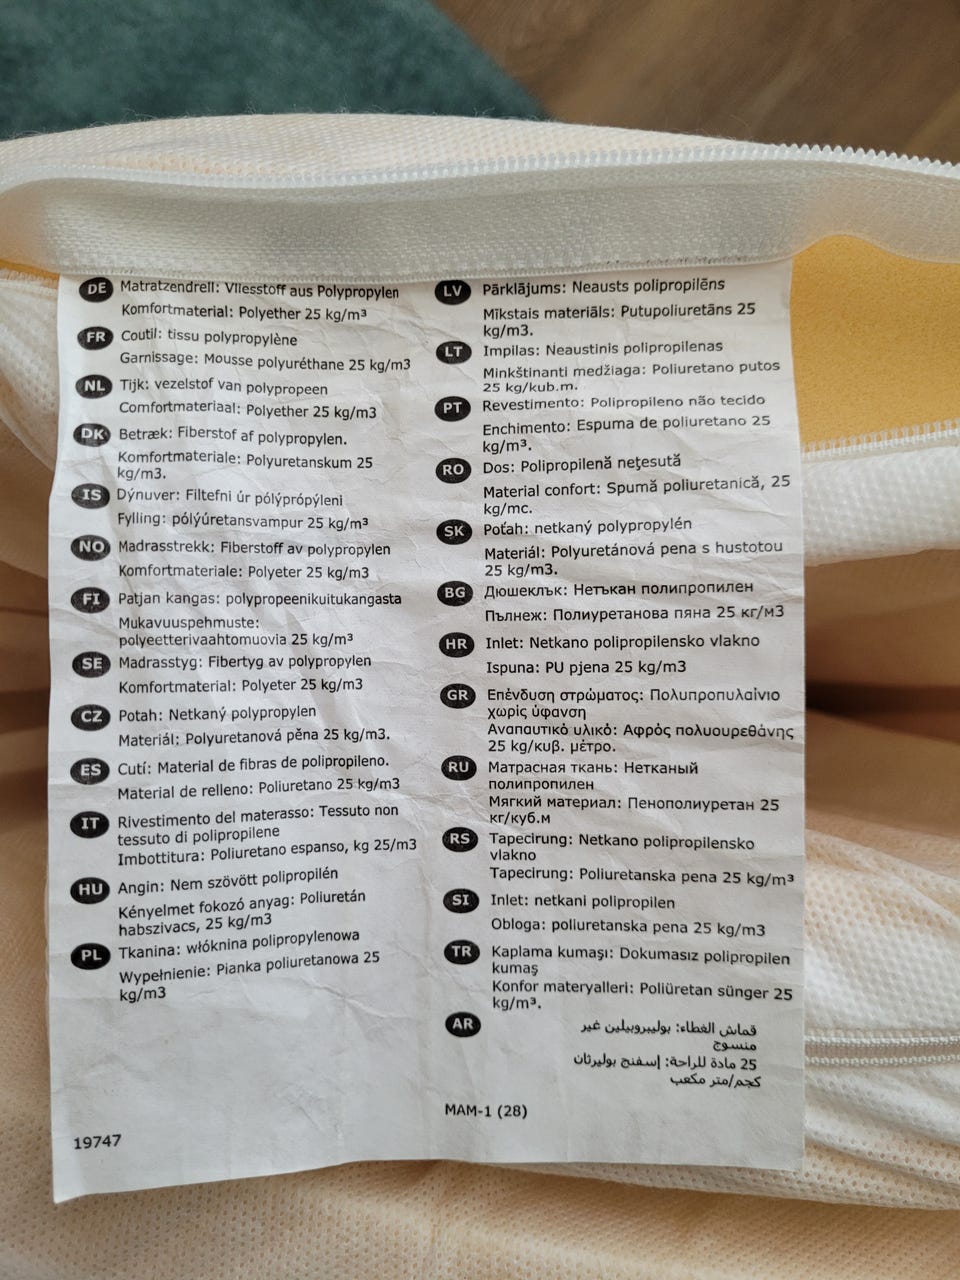 DE Matratzendrell: Vliesstoff aus Polypropylen
Komfortmaterial: Polyether 25 kg/m³
FR Coutil: tissu polypropylène
Garnissage: Mousse polyuréthane 25 kg/m3
NL Tijk: vezelstof van polypropeen
Comfortmateriaal: Polyether 25 kg/m3
DK Betræk: Fiberstof af polypropylen.
Komfortmateriale: Polyuretanskum 25
kg/m3.
IS Dýnuver: Filtefni úr pólýprópýleni
Fylling: pólýúretansvampur 25 kg/m³
NO Madrasstrekk: Fiberstoff av polypropylen
Komfortmateriale: Polyeter 25 kg/m3
FI Patjan kangas: polypropeenikuitukangasta
Mukavuuspehmuste:
polyeetterivaahtomuovia 25 kg/m³
SE Madrasstyg: Fibertyg av polypropylen
Komfortmaterial: Polyeter 25 kg/m3
CZ Potah: Netkaný polypropylen
Materiál: Polyuretanová pěna 25 kg/m3.
ES Cutí: Material de fibras de polipropileno.
Material de relleno: Poliuretano 25 kg/m3
IT Rivestimento del materasso: Tessuto non
tessuto di polipropilene
Imbottitura: Poliuretano espanso, kg 25/m3
HU Angin: Nem szövött polipropilén
Kényelmet fokozó anyag: Poliuretán
habszivacs, 25 kg/m3
PL Tkanina: włóknina polipropylenowa
Wypełnienie: Pianka poliuretanowa 25
kg/m3
19747
LV Pārklājums: Neausts polipropilēns
Mīkstais materiāls: Putupoliuretāns 25
kg/m3.
LT Impilas: Neaustinis polipropilenas
Minkštinanti medžiaga: Poliuretano putos
25 kg/kub.m.
PT Revestimento: Polipropileno não tecido
Enchimento: Espuma de poliuretano 25
kg/m³.
RO Dos: Polipropilenă neţesută
Material confort: Spumă poliuretanică, 25
kg/mc.
SK Poťah: netkaný polypropylén
Materiál: Polyuretánová pena s hustotou
25 kg/m3.
BG Дюшеклък: Нетъкан полипропилен
Пълнеж: Полиуретанова пяна 25 кг/м3
HR Inlet: Netkano polipropilensko vlakno
Ispuna: PU pjena 25 kg/m3
GR Επένδυση στρώματος: Πολυπροπυλαίνιο
χωρίς ύφανση
Αναπαυτικό υλικό: Αφρός πολυουρεθάνης
25 kg/κυβ. μέτρο.
RU Матрасная ткань: Нетканый
полипропилен
Мягкий материал: Пенополиуретан 25
кг/куб.м
RS Tapecirung: Netkano polipropilensko
vlakno
Tapecirung: Poliuretanska pena 25 kg/m³
SI Inlet: netkani polipropilen
Obloga: poliuretanska pena 25 kg/m3
TR Kaplama kumaşı: Dokumasız polipropilen
kumaş
Konfor materyalleri: Poliüretan sünger 25
kg/m³.
AR قماش الغطاء: بوليبروبيلين غير
منسوج
25 مادة للراحة: إسفنج بوليرثان
كجم/متر مكعب
MAM-1 (28)